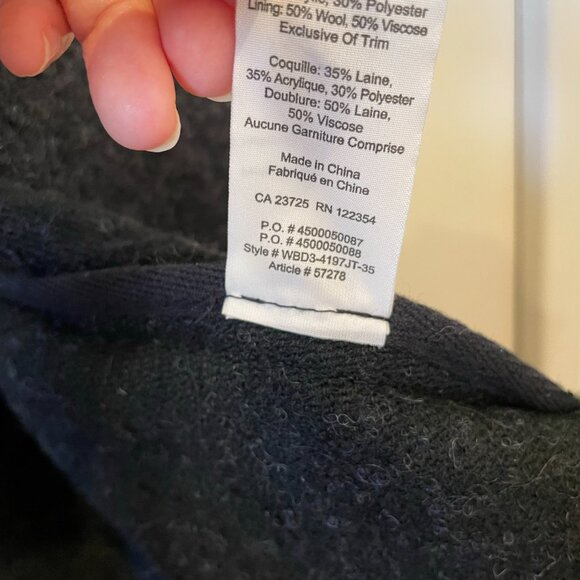 30% Polyester
Lining: 50% Wool, 50% Viscose
Exclusive Of Trim
Coquille: 35% Laine,
35% Acrylique, 30% Polyester
Doublure: 50% Laine,
50% Viscose
Aucune Garniture Comprise
Made in China
Fabriqué en Chine
CA 23725 RN 122354
P.O. # 4500050087
P.O. # 4500050088
Style # WBD3-4197JT-35
Article # 57278